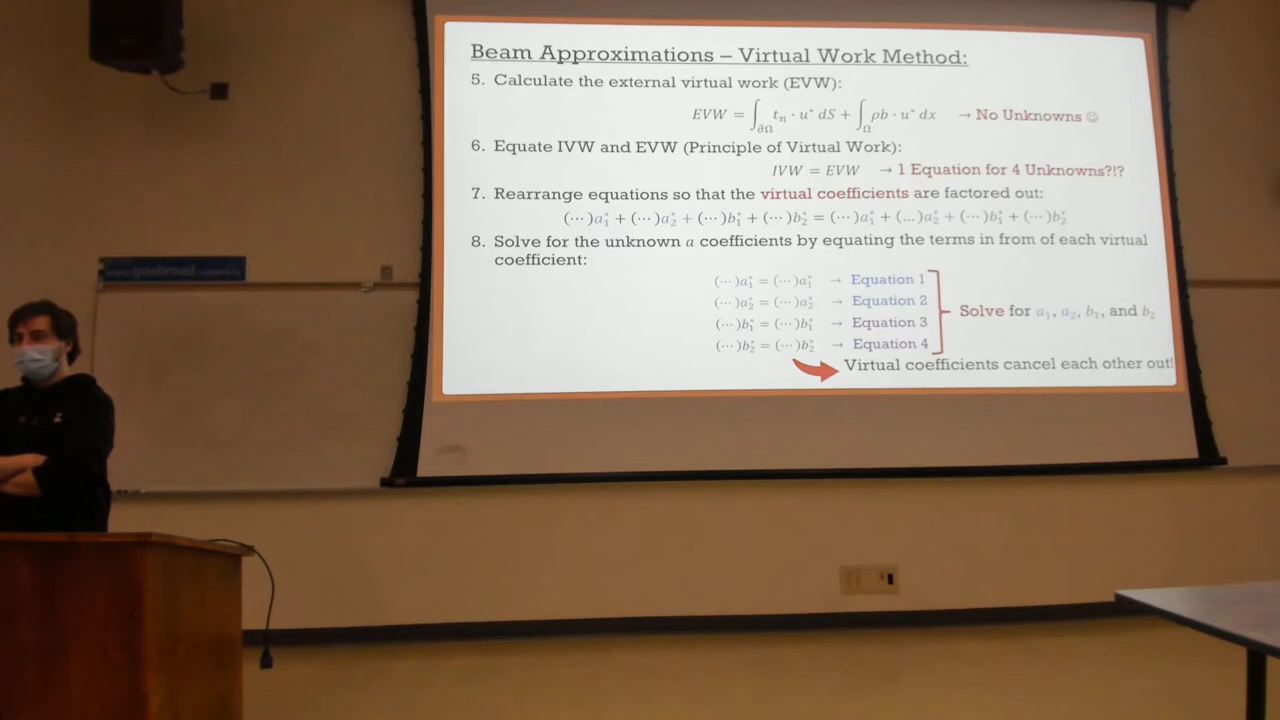 Beam Approximations – Virtual Work Method:
5. Calculate the external virtual work (EVW):
EVW = ∫_∂Ω t_n · u* dS + ∫_Ω ρb · u* dx → No Unknowns ☺
6. Equate IVW and EVW (Principle of Virtual Work):
IVW = EVW → 1 Equation for 4 Unknowns?!?
7. Rearrange equations so that the virtual coefficients are factored out:
(⋯)a₁* + (⋯)a₂* + (⋯)b₁* + (⋯)b₂* = (⋯)a₁* + (...)a₂* + (⋯)b₁* + (⋯)b₂*
8. Solve for the unknown a coefficients by equating the terms in from of each virtual
coefficient:
(⋯)a₁* = (⋯)a₁* → Equation 1
(⋯)a₂* = (⋯)a₂* → Equation 2
Solve for a₁, a₂, b₁, and b₂
(⋯)b₁* = (⋯)b₁* → Equation 3
(⋯)b₂* = (⋯)b₂* → Equation 4
Virtual coefficients cancel each other out!
goabroad